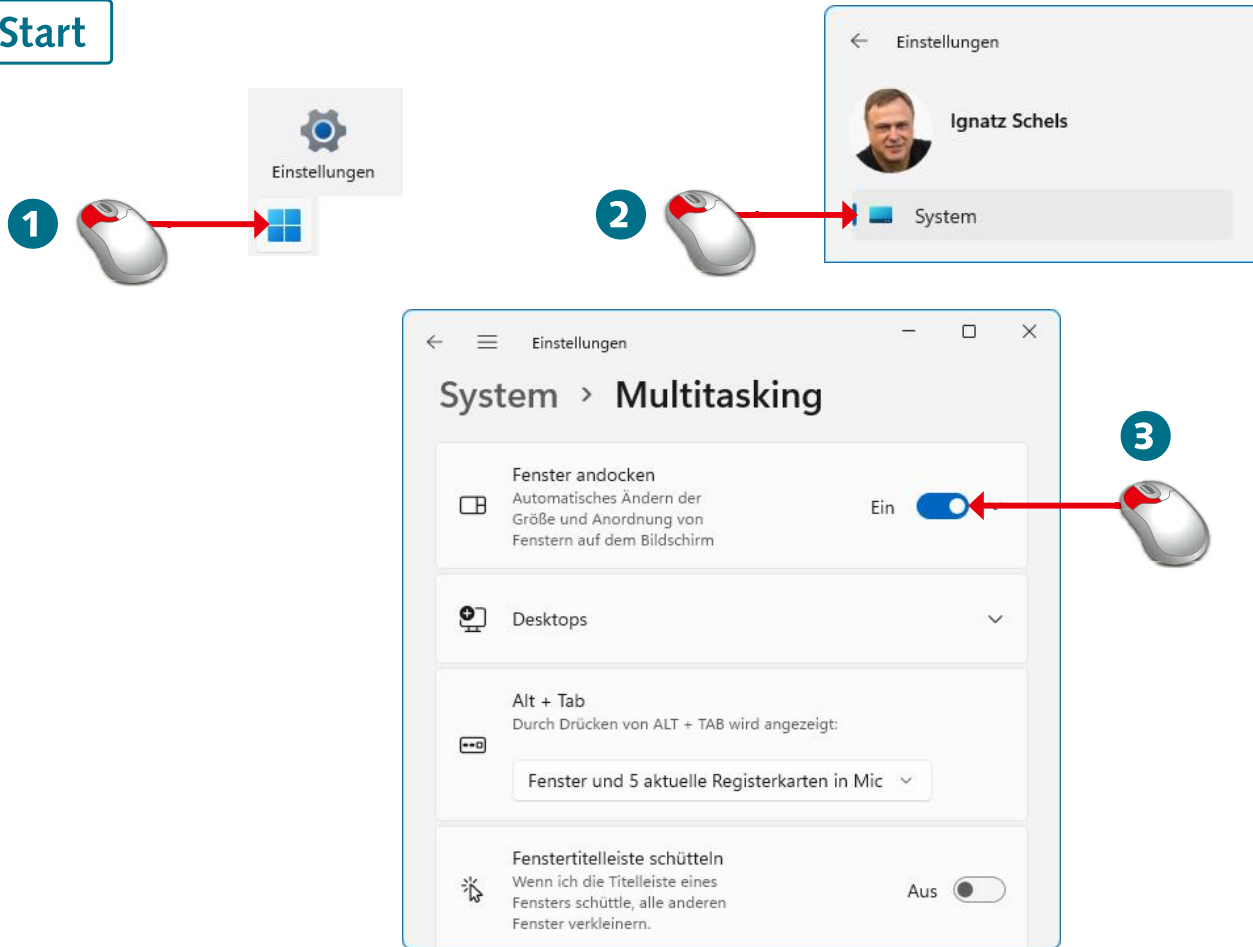 Start
Einstellungen
1
2
Einstellungen
Ignatz Schels
System
Einstellungen
System > Multitasking
3
Fenster andocken
Automatisches Ändern der
Größe und Anordnung von
Fenstern auf dem Bildschirm
Ein
Desktops
Alt + Tab
Durch Drücken von ALT + TAB wird angezeigt:
Fenster und 5 aktuelle Registerkarten in Mic
Fenstertitelleiste schütteln
Wenn ich die Titelleiste eines
Fensters schüttle, alle anderen
Fenster verkleinern.
Aus